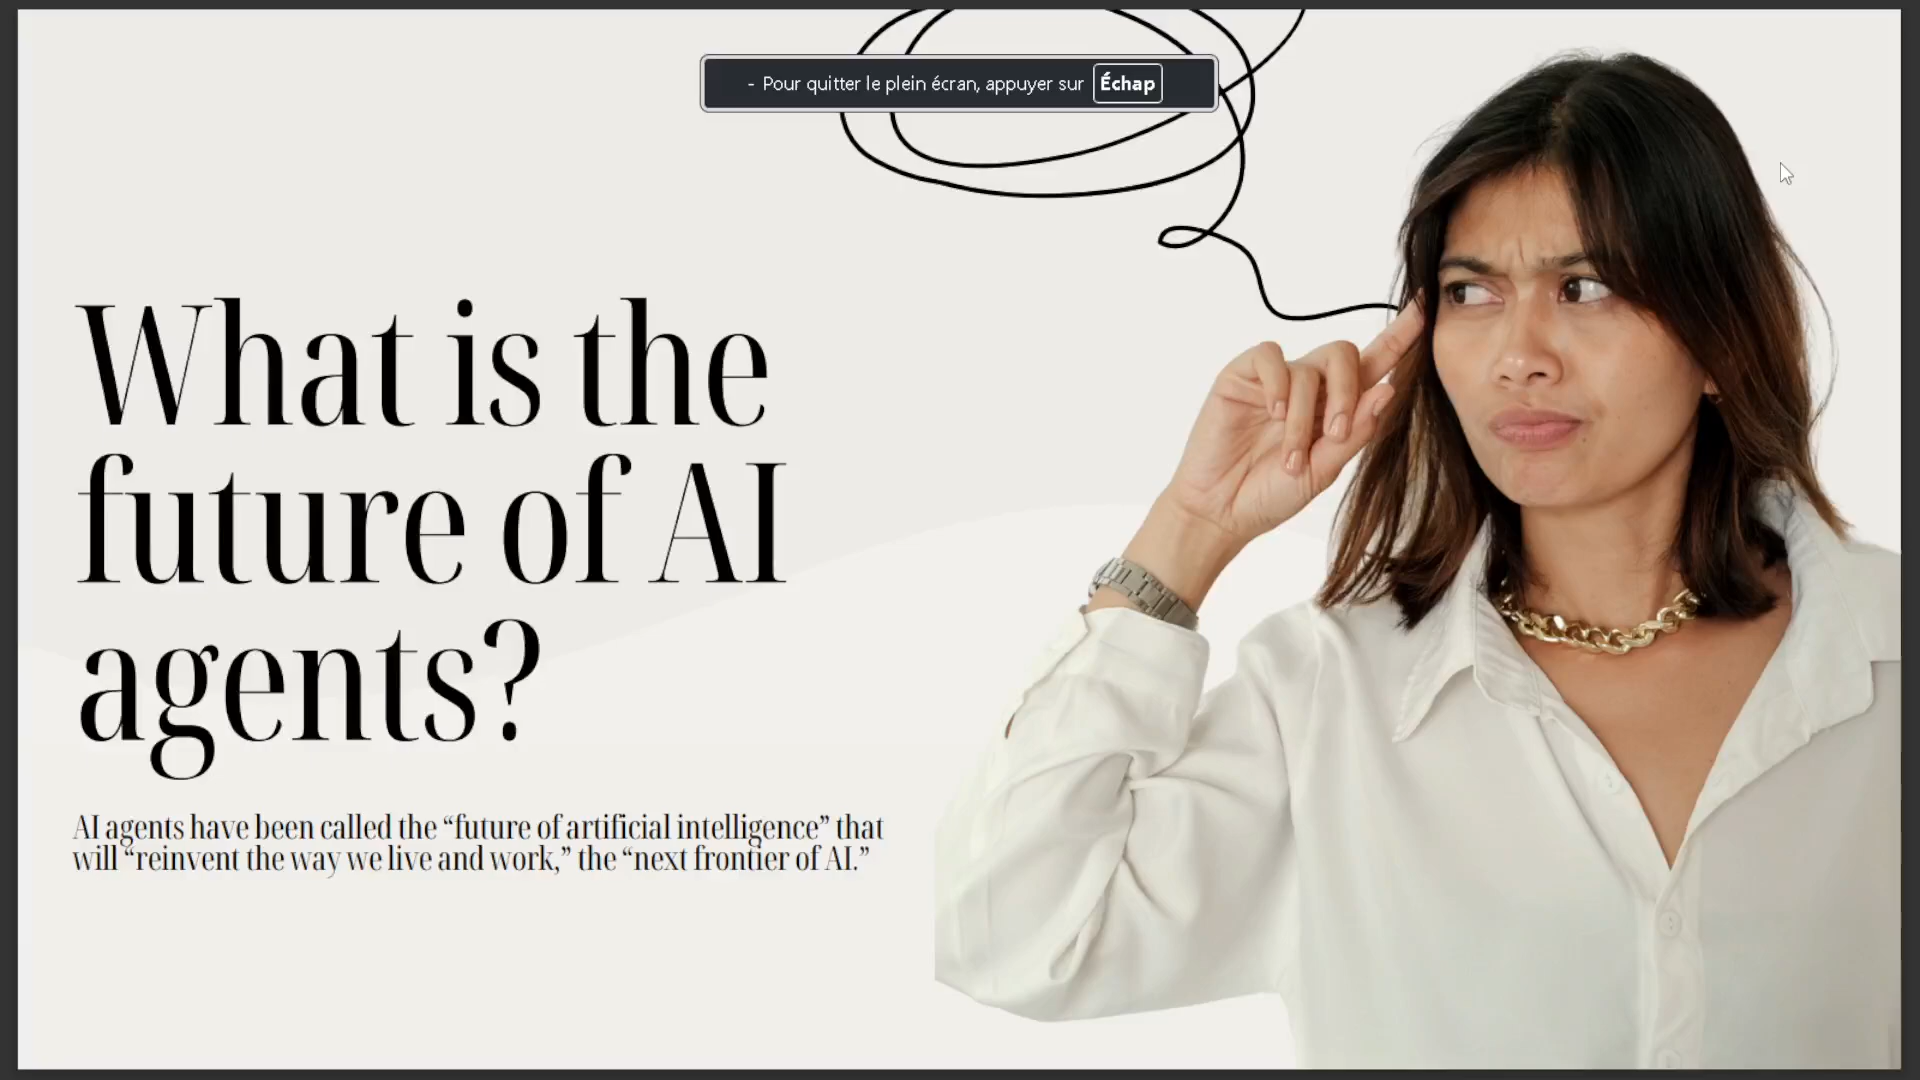 - Pour quitter le plein écran, appuyer sur Échap
What is the
future of AI
agents?
AI agents have been called the “future of artificial intelligence” that
will “reinvent the way we live and work,” the “next frontier of AI.”